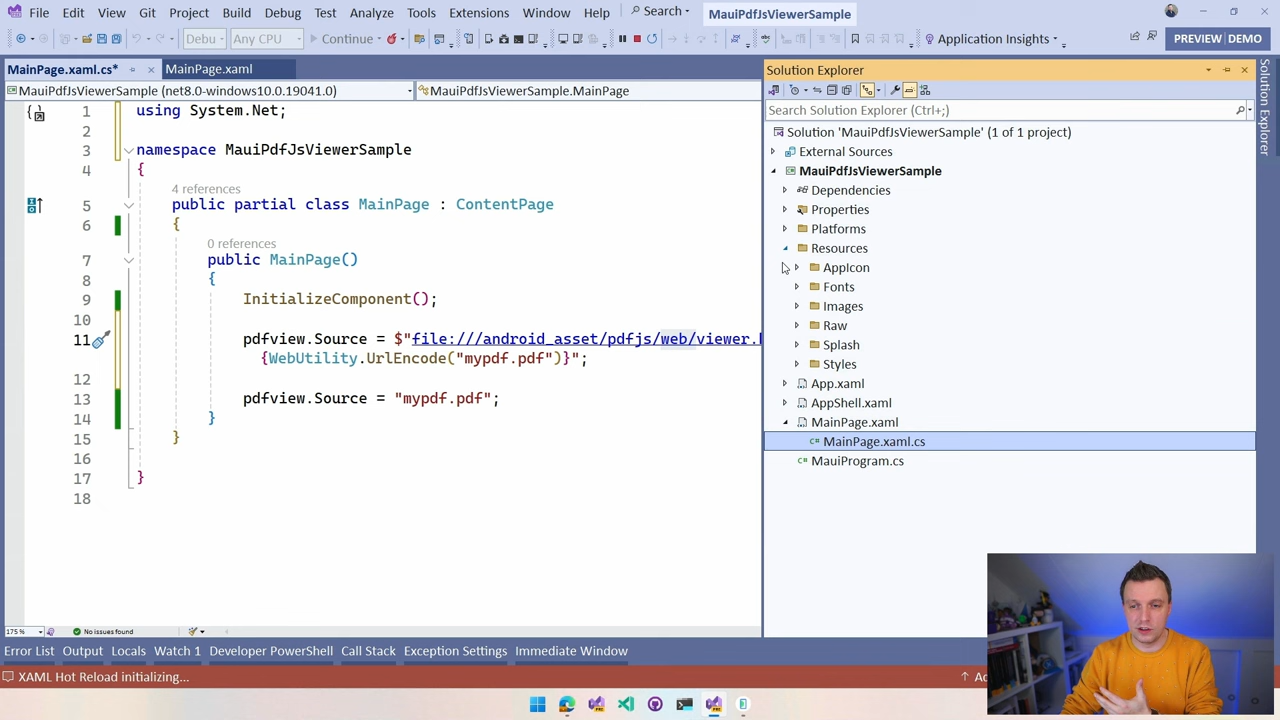 File Edit View Git Project Build Debug Test Analyze Tools Extensions Window Help Search MauiPdfJsViewerSample
Debug Any CPU Continue Application Insights PREVIEW DEMO
MainPage.xaml.cs* MainPage.xaml
MauiPdfJsViewerSample (net8.0-windows10.0.19041.0) MauiPdfJsViewerSample.MainPage
1 using System.Net;
2
3 namespace MauiPdfJsViewerSample
4 {
4 references
5 public partial class MainPage : ContentPage
6 {
0 references
7 public MainPage()
8 {
9 InitializeComponent();
10
11 pdfview.Source = $"file:///android_asset/pdfjs/web/viewer.
{WebUtility.UrlEncode("mypdf.pdf")}";
12
13 pdfview.Source = "mypdf.pdf";
14 }
15 }
16
17 }
18
175 % No issues found
Solution Explorer
Search Solution Explorer (Ctrl+;)
Solution 'MauiPdfJsViewerSample' (1 of 1 project)
External Sources
MauiPdfJsViewerSample
Dependencies
Properties
Platforms
Resources
AppIcon
Fonts
Images
Raw
Splash
Styles
App.xaml
AppShell.xaml
MainPage.xaml
C# MainPage.xaml.cs
C# MauiProgram.cs
Solution Explorer
Error List Output Locals Watch 1 Developer PowerShell Call Stack Exception Settings Immediate Window
XAML Hot Reload initializing...